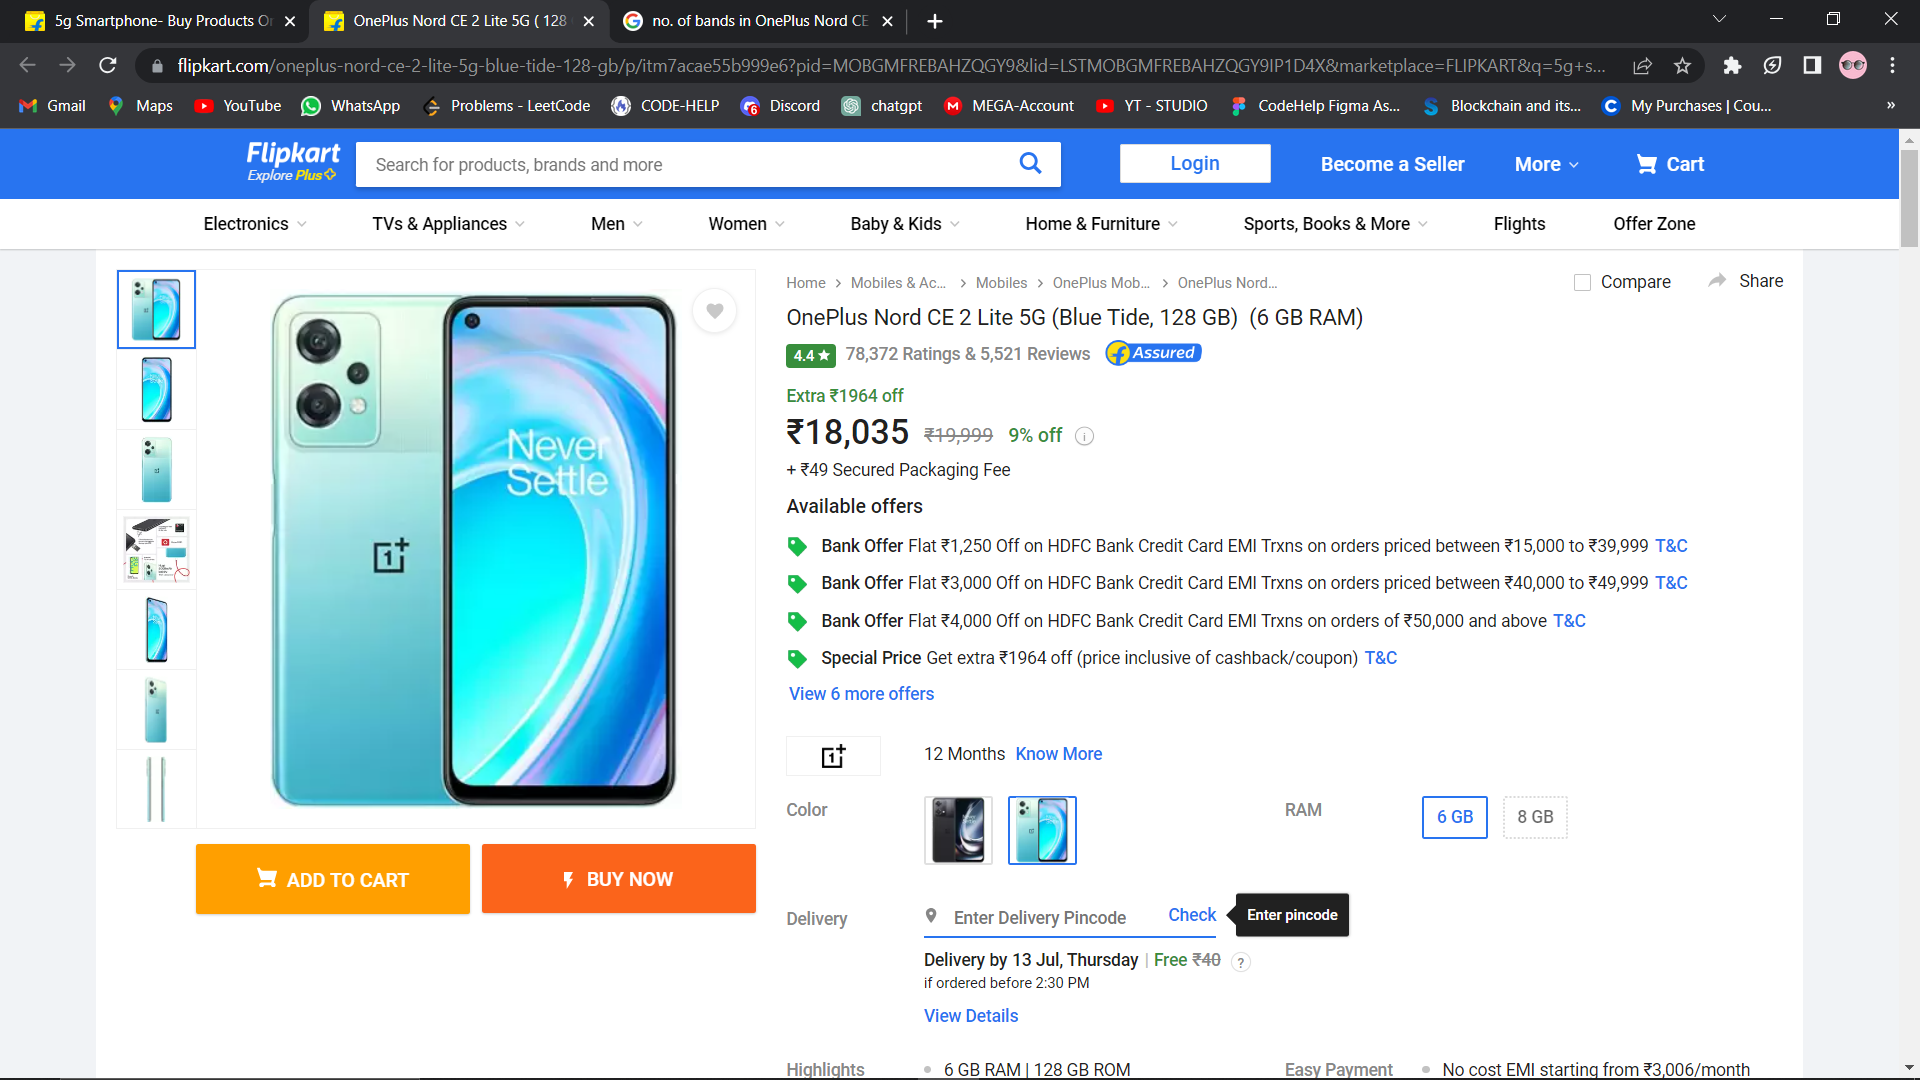 5g Smartphone- Buy Products O
OnePlus Nord CE 2 Lite 5G ( 128
no. of bands in OnePlus Nord CE
flipkart.com/oneplus-nord-ce-2-lite-5g-blue-tide-128-gb/p/itm7acae55b999e6?pid=MOBGMFREBAHZQGY9&lid=LSTMOBGMFREBAHZQGY9IP1D4X&marketplace=FLIPKART&q=5g+s...
Gmail
Maps
YouTube
WhatsApp
Problems - LeetCode
CODE-HELP
Discord
chatgpt
MEGA-Account
YT - STUDIO
CodeHelp Figma As...
Blockchain and its...
My Purchases | Cou...
Flipkart
Explore Plus
Search for products, brands and more
Login
Become a Seller
More
Cart
Electronics
TVs & Appliances
Men
Women
Baby & Kids
Home & Furniture
Sports, Books & More
Flights
Offer Zone
Home
Mobiles & Ac...
Mobiles
OnePlus Mob...
OnePlus Nord...
Compare
Share
OnePlus Nord CE 2 Lite 5G (Blue Tide, 128 GB) (6 GB RAM)
4.4 ★
78,372 Ratings & 5,521 Reviews
Assured
Extra ₹1964 off
₹18,035 ₹19,999 9% off
+ ₹49 Secured Packaging Fee
Available offers
Bank Offer Flat ₹1,250 Off on HDFC Bank Credit Card EMI Trxns on orders priced between ₹15,000 to ₹39,999 T&C
Bank Offer Flat ₹3,000 Off on HDFC Bank Credit Card EMI Trxns on orders priced between ₹40,000 to ₹49,999 T&C
Bank Offer Flat ₹4,000 Off on HDFC Bank Credit Card EMI Trxns on orders of ₹50,000 and above T&C
Special Price Get extra ₹1964 off (price inclusive of cashback/coupon) T&C
View 6 more offers
Never
Settle
12 Months Know More
Color
RAM
6 GB
8 GB
ADD TO CART
BUY NOW
Delivery
Enter Delivery Pincode
Check
Enter pincode
Delivery by 13 Jul, Thursday | Free ₹40 ?
if ordered before 2:30 PM
View Details
Highlights
6 GB RAM | 128 GB ROM
Easy Payment
No cost EMI starting from ₹3,006/month